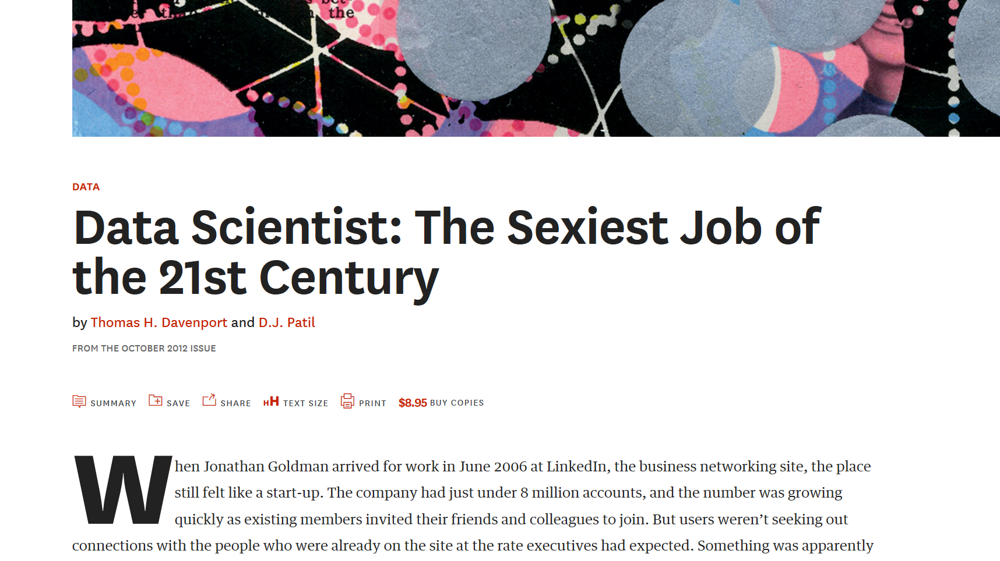 the
DATA
Data Scientist: The Sexiest Job of
the 21st Century
by Thomas H. Davenport and D.J. Patil
FROM THE OCTOBER 2012 ISSUE
SUMMARY SAVE SHARE HH TEXT SIZE PRINT $8.95 BUY COPIES
When Jonathan Goldman arrived for work in June 2006 at LinkedIn, the business networking site, the place
still felt like a start-up. The company had just under 8 million accounts, and the number was growing
quickly as existing members invited their friends and colleagues to join. But users weren’t seeking out
connections with the people who were already on the site at the rate executives had expected. Something was apparently